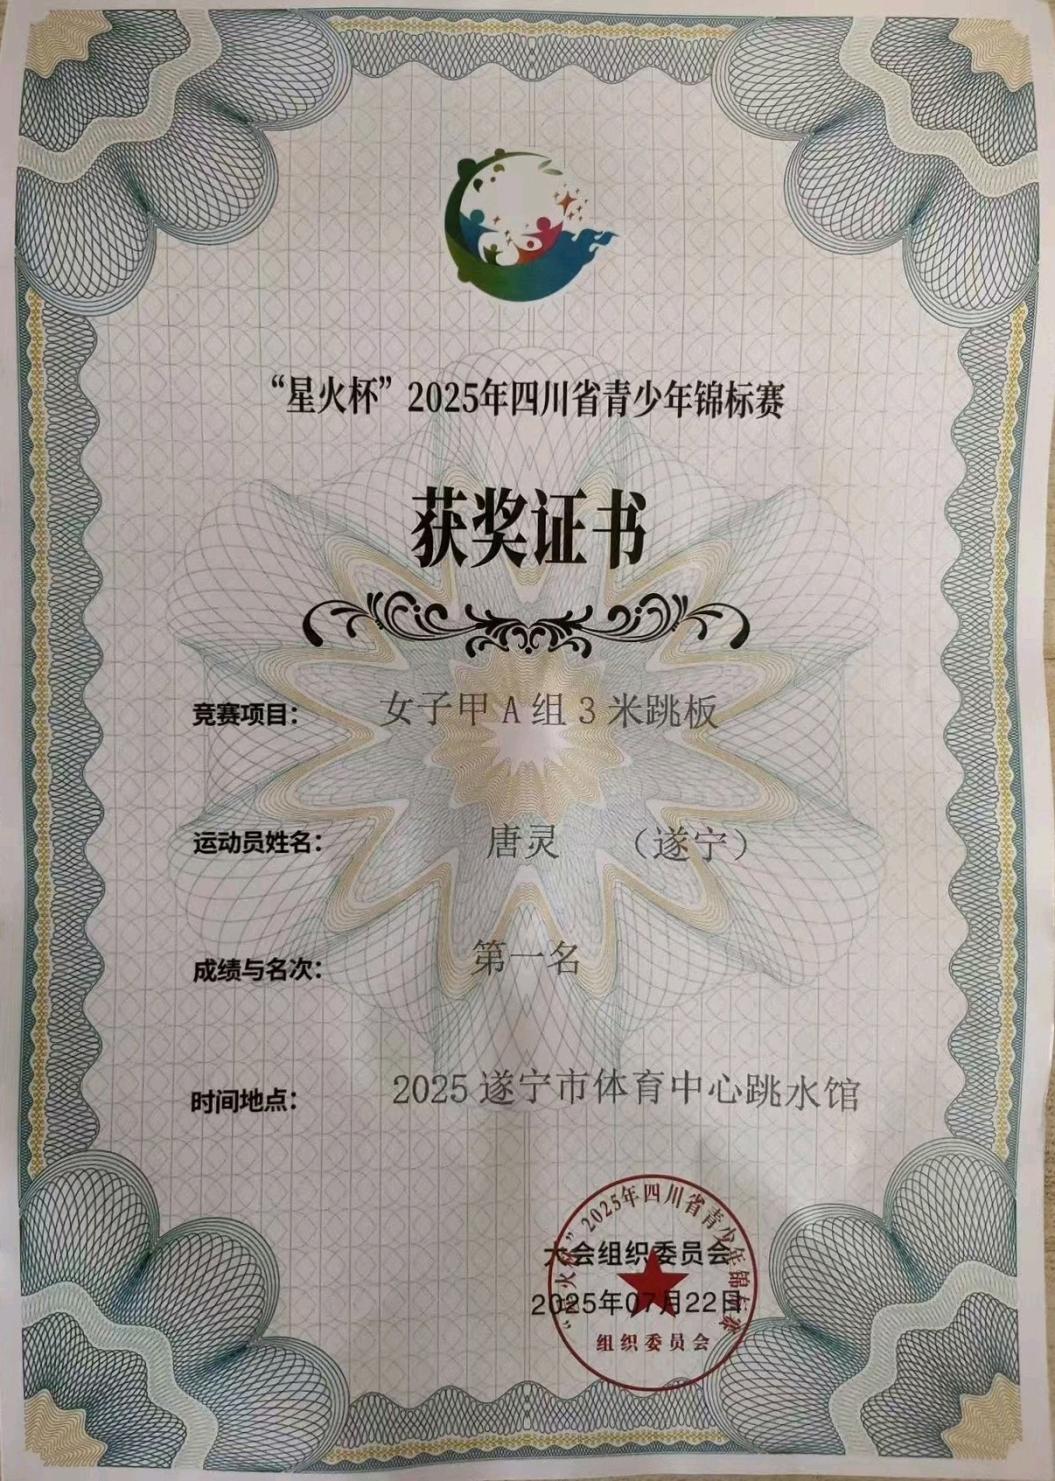 “星火杯”2025年四川省青少年锦标赛
获奖证书
竞赛项目： 女子甲 A 组 3 米跳板
运动员姓名： 唐灵 （遂宁）
成绩与名次： 第一名
时间地点： 2025 遂宁市体育中心跳水馆
大会组织委员会
2025年07月22日
“星火杯”2025年四川省青少年锦标赛
组织委员会